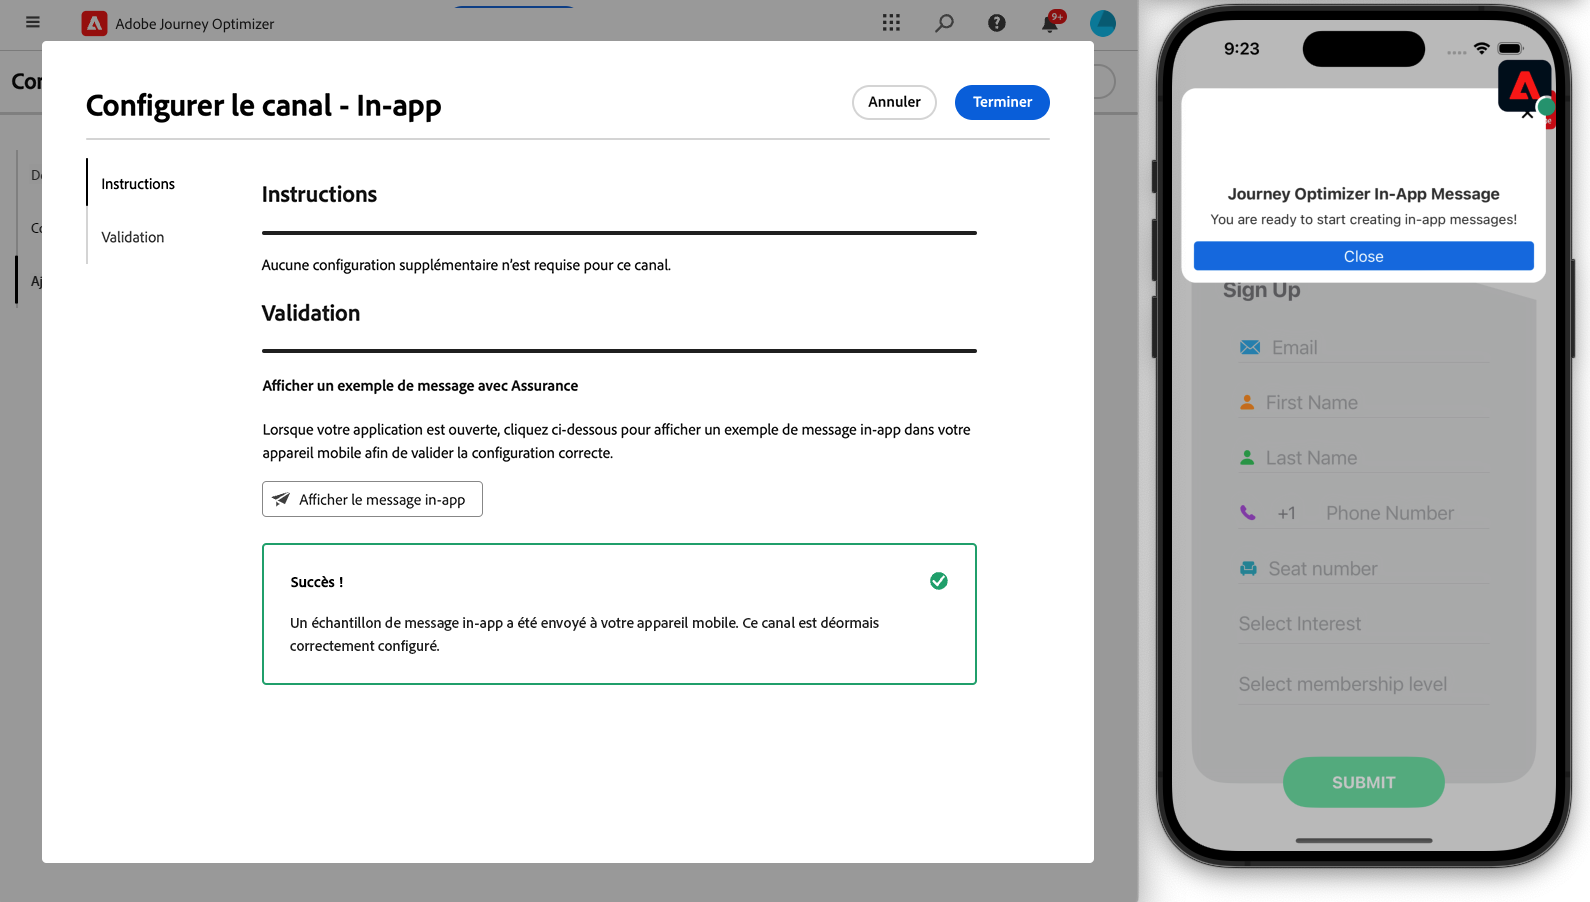 Adobe Journey Optimizer
9+
Configurer le canal - In-app
Annuler
Terminer
Instructions
Validation
Instructions
Aucune configuration supplémentaire n'est requise pour ce canal.
Validation
Afficher un exemple de message avec Assurance
Lorsque votre application est ouverte, cliquez ci-dessous pour afficher un exemple de message in-app dans votre
appareil mobile afin de valider la configuration correcte.
Afficher le message in-app
Succès !
Un échantillon de message in-app a été envoyé à votre appareil mobile. Ce canal est déormais
correctement configuré.
9:23
Journey Optimizer In-App Message
You are ready to start creating in-app messages!
Close
Sign Up
Email
First Name
Last Name
+1 Phone Number
Seat number
Select Interest
Select membership level
SUBMIT